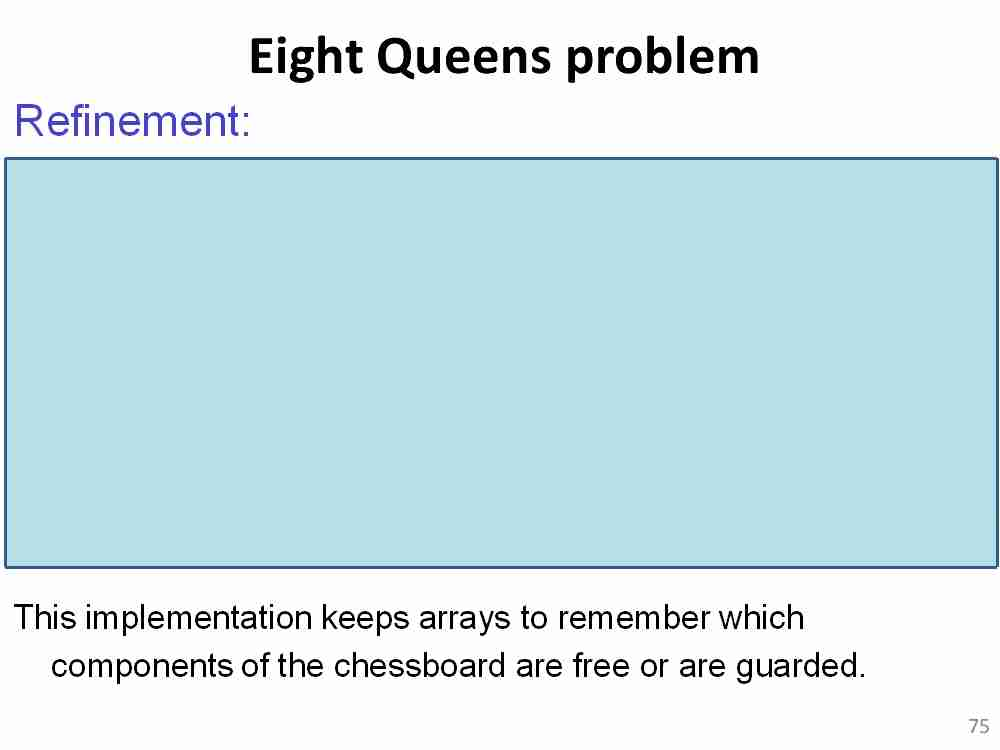 Eight Queens problem
Refinement:
This implementation keeps arrays to remember which
components of the chessboard are free or are guarded.
75